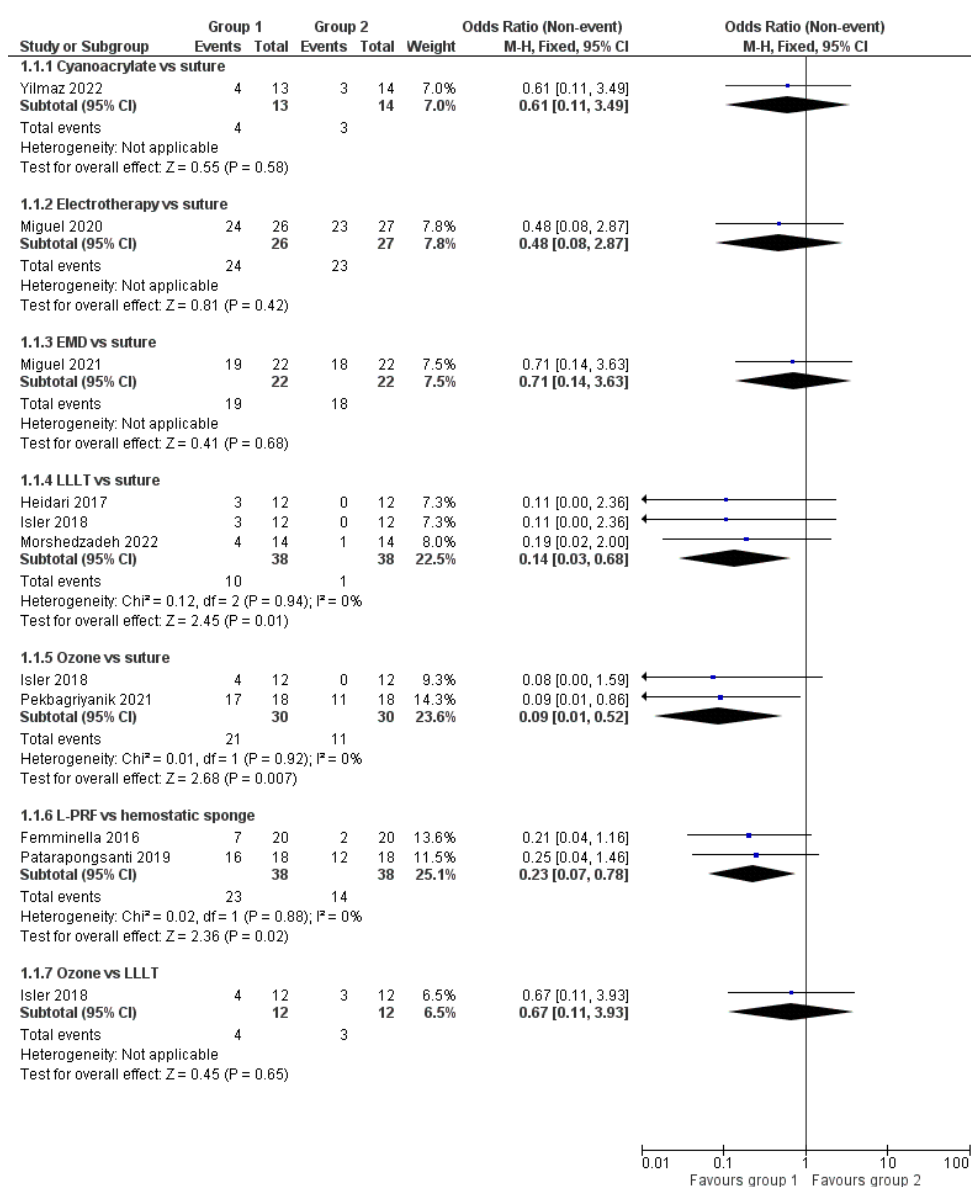 Group 1 Group 2 Odds Ratio (Non-event) Odds Ratio (Non-event)
Study or Subgroup Events Total Events Total Weight M-H, Fixed, 95% CI M-H, Fixed, 95% CI
1.1.1 Cyanoacrylate vs suture
Yilmaz 2022 4 13 3 14 7.0% 0.61 [0.11, 3.49]
Subtotal (95% CI) 13 14 7.0% 0.61 [0.11, 3.49]
Total events 4 3
Heterogeneity: Not applicable
Test for overall effect: Z = 0.55 (P = 0.58)
1.1.2 Electrotherapy vs suture
Miguel 2020 24 26 23 27 7.8% 0.48 [0.08, 2.87]
Subtotal (95% CI) 26 27 7.8% 0.48 [0.08, 2.87]
Total events 24 23
Heterogeneity: Not applicable
Test for overall effect: Z = 0.81 (P = 0.42)
1.1.3 EMD vs suture
Miguel 2021 19 22 18 22 7.5% 0.71 [0.14, 3.63]
Subtotal (95% CI) 22 22 7.5% 0.71 [0.14, 3.63]
Total events 19 18
Heterogeneity: Not applicable
Test for overall effect: Z = 0.41 (P = 0.68)
1.1.4 LLLT vs suture
Heidari 2017 3 12 0 12 7.3% 0.11 [0.00, 2.36]
Isler 2018 3 12 0 12 7.3% 0.11 [0.00, 2.36]
Morshedzadeh 2022 4 14 1 14 8.0% 0.19 [0.02, 2.00]
Subtotal (95% CI) 38 38 22.5% 0.14 [0.03, 0.68]
Total events 10 1
Heterogeneity: Chi² = 0.12, df = 2 (P = 0.94); I² = 0%
Test for overall effect: Z = 2.45 (P = 0.01)
1.1.5 Ozone vs suture
Isler 2018 4 12 0 12 9.3% 0.08 [0.00, 1.59]
Pekbagriyanik 2021 17 18 11 18 14.3% 0.09 [0.01, 0.86]
Subtotal (95% CI) 30 30 23.6% 0.09 [0.01, 0.52]
Total events 21 11
Heterogeneity: Chi² = 0.01, df = 1 (P = 0.92); I² = 0%
Test for overall effect: Z = 2.68 (P = 0.007)
1.1.6 L-PRF vs hemostatic sponge
Femminella 2016 7 20 2 20 13.6% 0.21 [0.04, 1.16]
Patarapongsanti 2019 16 18 12 18 11.5% 0.25 [0.04, 1.46]
Subtotal (95% CI) 38 38 25.1% 0.23 [0.07, 0.78]
Total events 23 14
Heterogeneity: Chi² = 0.02, df = 1 (P = 0.88); I² = 0%
Test for overall effect: Z = 2.36 (P = 0.02)
1.1.7 Ozone vs LLLT
Isler 2018 4 12 3 12 6.5% 0.67 [0.11, 3.93]
Subtotal (95% CI) 12 12 6.5% 0.67 [0.11, 3.93]
Total events 4 3
Heterogeneity: Not applicable
Test for overall effect: Z = 0.45 (P = 0.65)
0.01 0.1 1 10 100
Favours group 1 Favours group 2